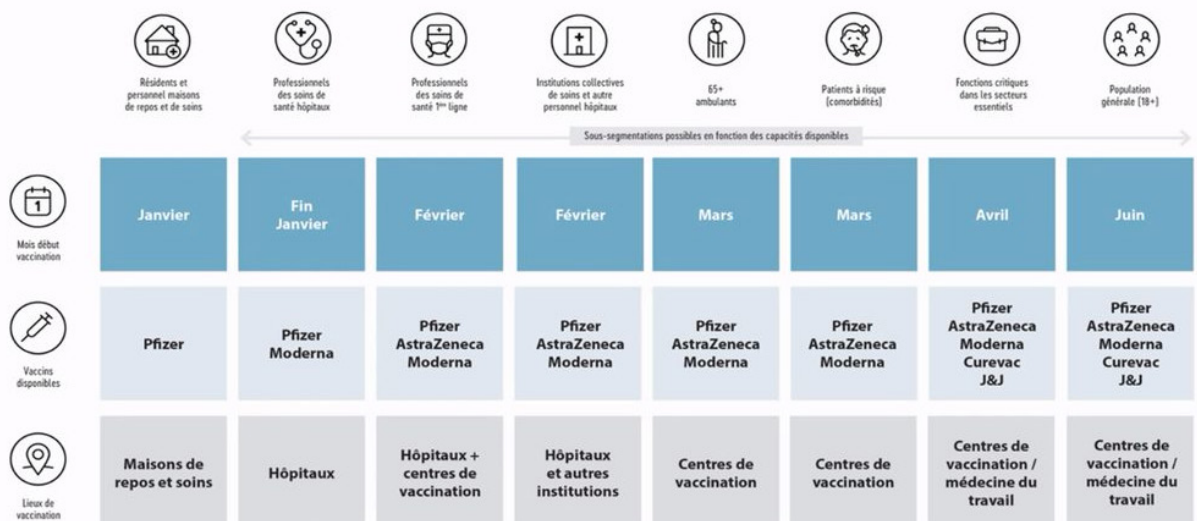 Résidents et
personnel maisons
de repos et de soins
Professionnels
des soins de
santé hôpitaux
Professionnels
des soins de
santé 1ère ligne
Institutions collectives
de soins et autre
personnel hôpitaux
65+
ambulants
Patients à risque
(comorbidités)
Fonctions critiques
dans les secteurs
essentiels
Population
générale (18+)
Sous-segmentations possibles en fonction des capacités disponibles
1
Mois début
vaccination
Janvier
Fin
Janvier
Février
Février
Mars
Mars
Avril
Juin
Vaccins
disponibles
Pfizer
Pfizer
Moderna
Pfizer
AstraZeneca
Moderna
Pfizer
AstraZeneca
Moderna
Pfizer
AstraZeneca
Moderna
Pfizer
AstraZeneca
Moderna
Pfizer
AstraZeneca
Moderna
Curevac
J&J
Pfizer
AstraZeneca
Moderna
Curevac
J&J
Lieux de
vaccination
Maisons de
repos et soins
Hôpitaux
Hôpitaux +
centres de
vaccination
Hôpitaux
et autres
institutions
Centres de
vaccination
Centres de
vaccination
Centres de
vaccination /
médecine du
travail
Centres de
vaccination /
médecine du
travail